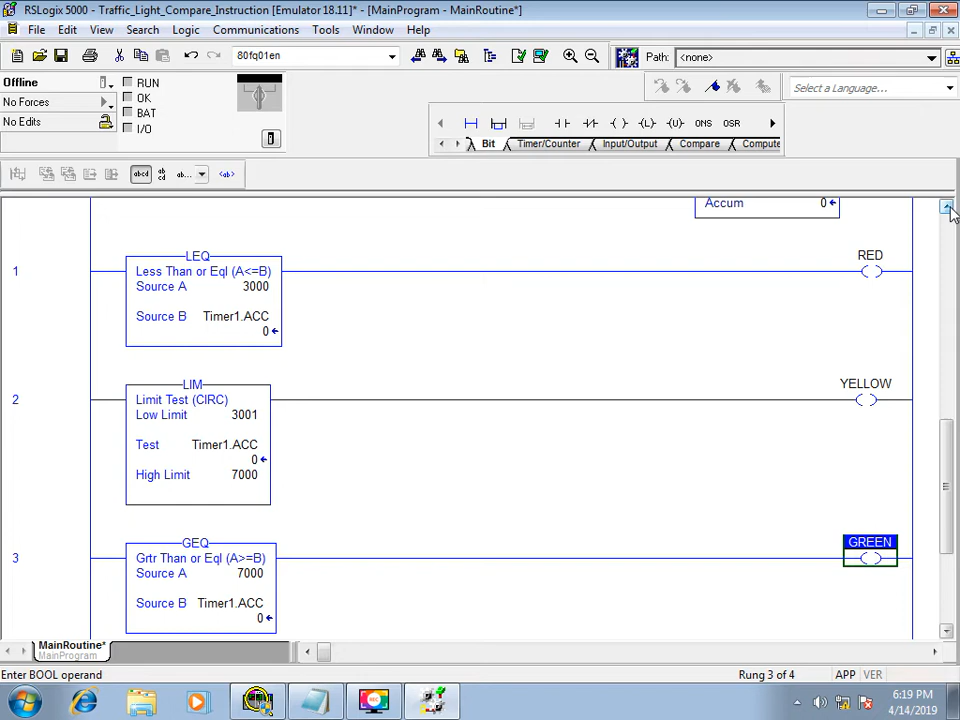 RSLogix 5000 - Traffic_Light_Compare_Instruction [Emulator 18.11]* - [MainProgram - MainRoutine*]
File Edit View Search Logic Communications Tools Window Help
80fq01en
Path: <none>
Offline
RUN
No Forces
OK
No Edits
BAT
I/O
Select a Language...
ONS OSR
Bit Timer/Counter Input/Output Compare Compute
abcd ab cd ab... <ab>
Accum 0
1
LEQ
Less Than or Eql (A<=B)
Source A 3000
Source B Timer1.ACC
0
RED
2
LIM
Limit Test (CIRC)
Low Limit 3001
Test Timer1.ACC
0
High Limit 7000
YELLOW
3
GEQ
Grtr Than or Eql (A>=B)
Source A 7000
Source B Timer1.ACC
0
GREEN
MainRoutine*
MainProgram
Enter BOOL operand
Rung 3 of 4 APP VER
6:19 PM
4/14/2019